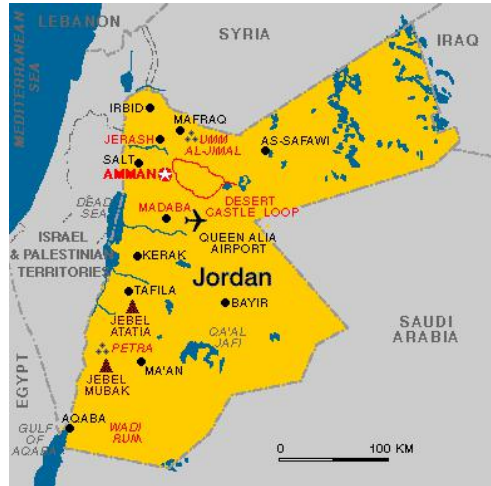 LEBANON
SYRIA
IRAQ
MEDITERRANEAN
SEA
IRBID
MAFRAQ
JERASH
UMM
AL-JIMAL
AS-SAFAWI
SALT
AMMAN
DESERT
CASTLE LOOP
DEAD
SEA
MADABA
QUEEN ALIA
AIRPORT
ISRAEL
& PALESTINIAN
TERRITORIES
KERAK
Jordan
TAFILA
BAYIR
JEBEL
ATATIA
QA'AL
JAFI
SAUDI
ARABIA
PETRA
MA'AN
JEBEL
MUBAK
EGYPT
AQABA
GULF
OF
AQABA
WADI
RUM
0 100 KM